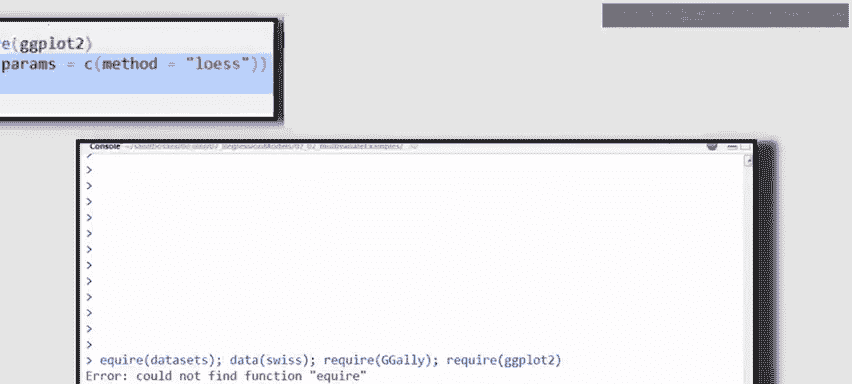 e(ggplot2)
params = c(method = "loess"))
Console
>
>
>
>
>
>
>
>
>
>
>
>
>
> equire(datasets); data(swiss); require(GGally); require(ggplot2)
Error: could not find function "equire"